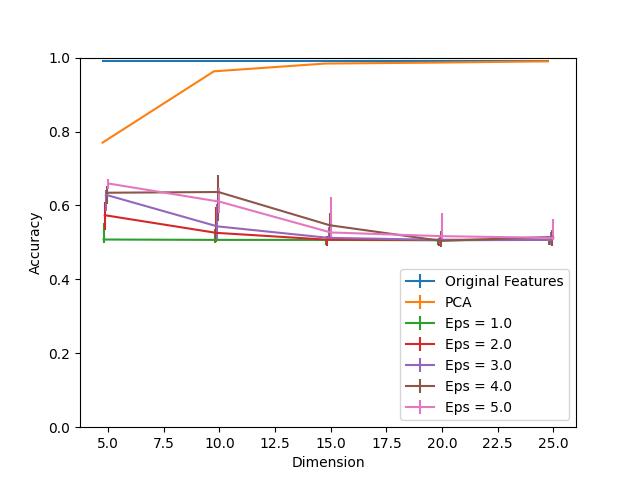 1.0
0.8
0.6
0.4
0.2
0.0
Accuracy
5.0 7.5 10.0 12.5 15.0 17.5 20.0 22.5 25.0
Dimension
Original Features
PCA
Eps = 1.0
Eps = 2.0
Eps = 3.0
Eps = 4.0
Eps = 5.0